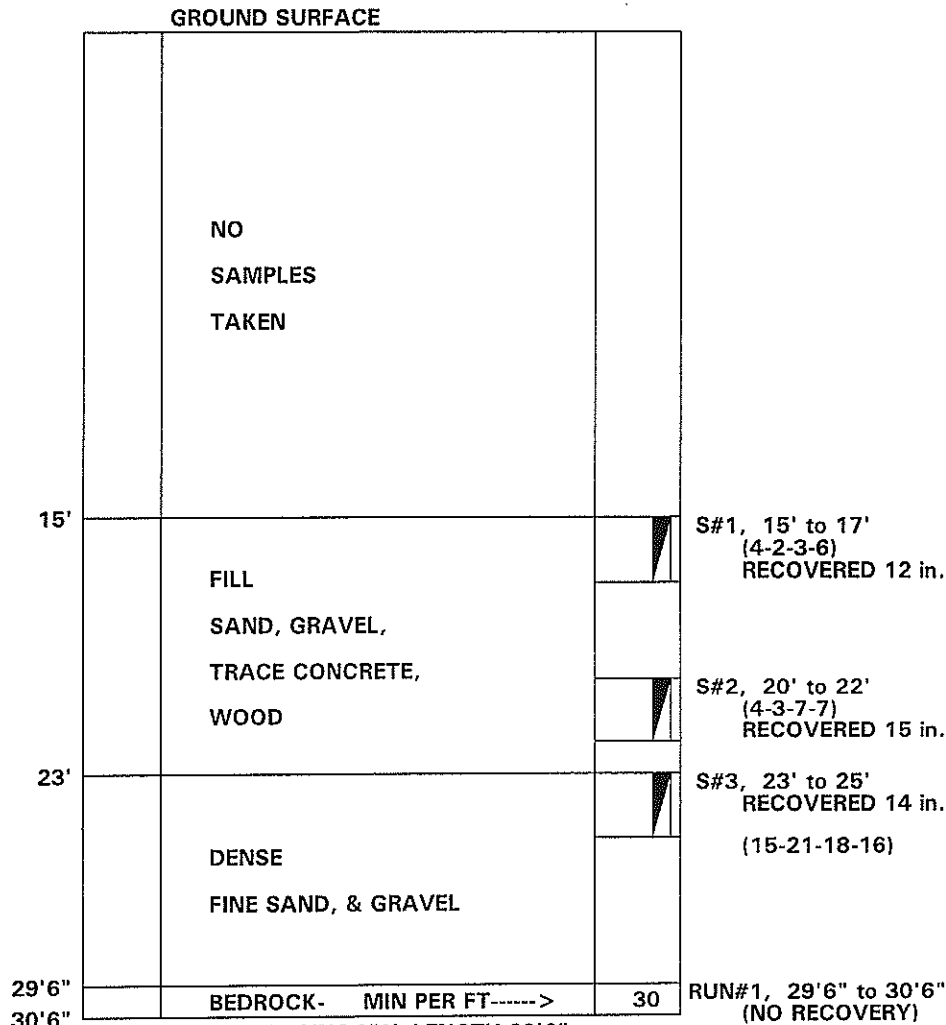 GROUND SURFACE
NO
SAMPLES
TAKEN
15'
S#1, 15' to 17'
(4-2-3-6)
RECOVERED 12 in.
FILL
SAND, GRAVEL,
TRACE CONCRETE,
WOOD
S#2, 20' to 22'
(4-3-7-7)
RECOVERED 15 in.
23'
S#3, 23' to 25'
RECOVERED 14 in.
(15-21-18-16)
DENSE
FINE SAND, & GRAVEL
29'6"
BEDROCK- MIN PER FT------> 30
RUN#1, 29'6" to 30'6"
(NO RECOVERY)
30'6"